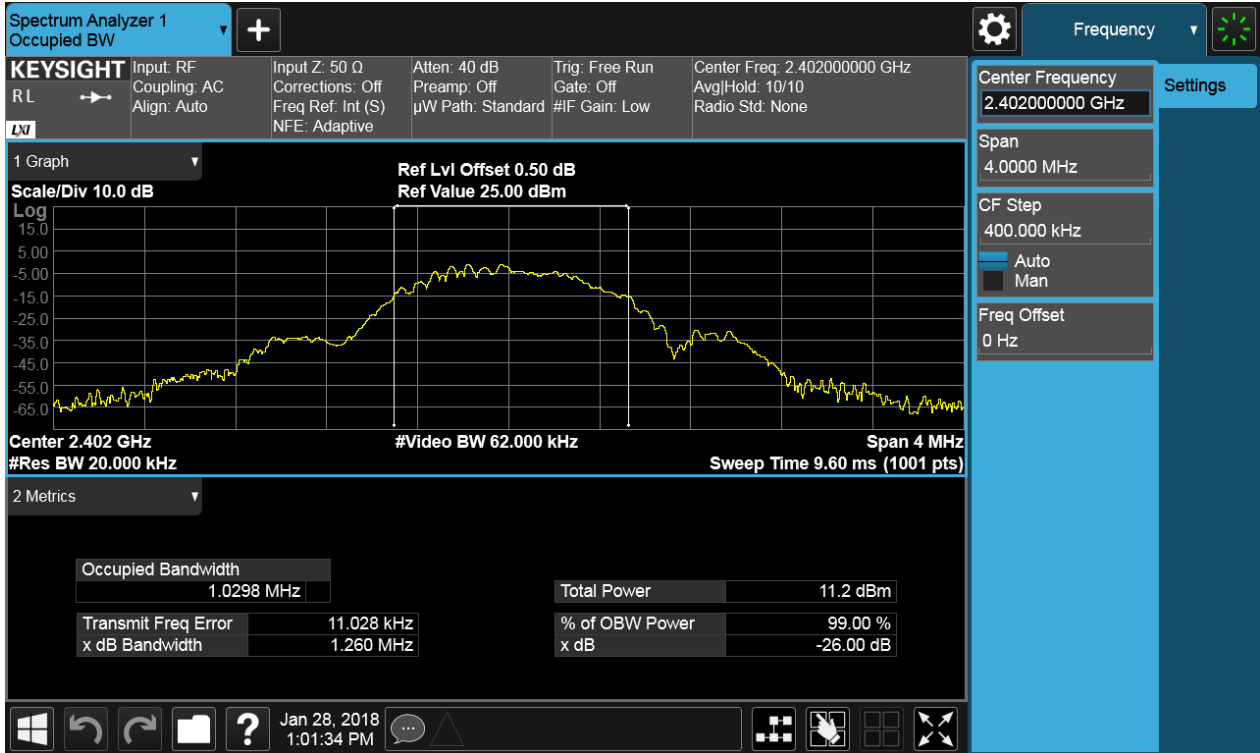 Spectrum Analyzer 1
Occupied BW
+
Frequency
KEYSIGHT
RL
LXI
Input: RF
Coupling: AC
Align: Auto
Input Z: 50 Ω
Corrections: Off
Freq Ref: Int (S)
NFE: Adaptive
Atten: 40 dB
Preamp: Off
µW Path: Standard
Trig: Free Run
Gate: Off
#IF Gain: Low
Center Freq: 2.402000000 GHz
Avg|Hold: 10/10
Radio Std: None
Center Frequency
2.402000000 GHz
Settings
Span
4.0000 MHz
CF Step
400.000 kHz
Auto
Man
Freq Offset
0 Hz
1 Graph
Scale/Div 10.0 dB
Ref Lvl Offset 0.50 dB
Ref Value 25.00 dBm
Log
15.0
5.00
-5.00
-15.0
-25.0
-35.0
-45.0
-55.0
-65.0
Center 2.402 GHz
#Video BW 62.000 kHz
Span 4 MHz
#Res BW 20.000 kHz
Sweep Time 9.60 ms (1001 pts)
2 Metrics
Occupied Bandwidth
1.0298 MHz
Total Power 11.2 dBm
Transmit Freq Error 11.028 kHz
% of OBW Power 99.00 %
x dB Bandwidth 1.260 MHz
x dB -26.00 dB
?
Jan 28, 2018
1:01:34 PM